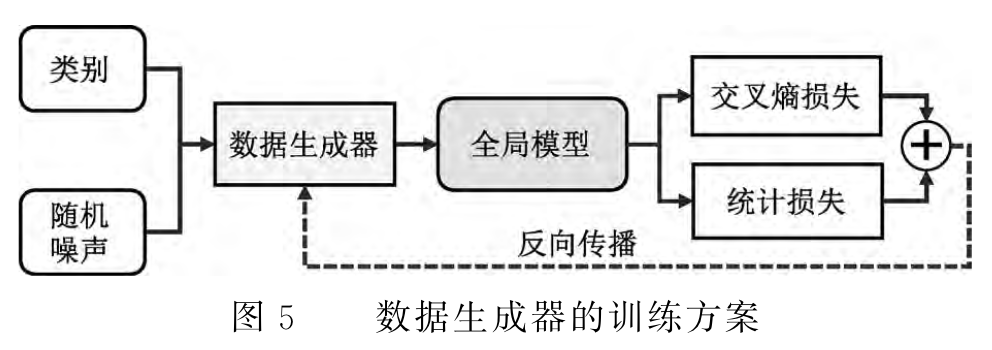 类别
随机
噪声
数据生成器
全局模型
交叉熵损失
统计损失
反向传播
图 5 数据生成器的训练方案